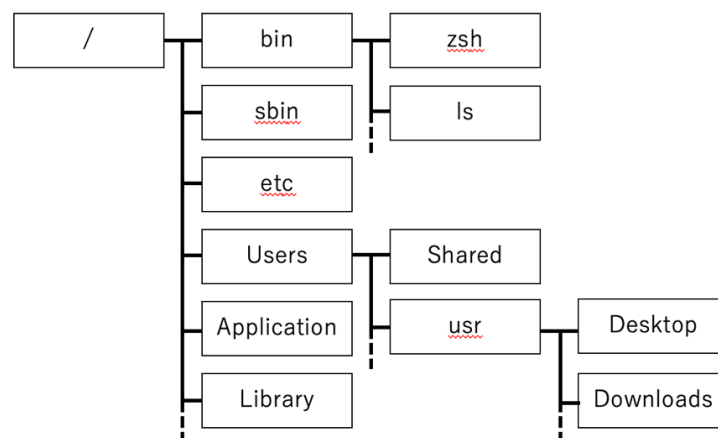 /
bin
zsh
sbin
ls
etc
Users
Shared
Application
usr
Desktop
Library
Downloads